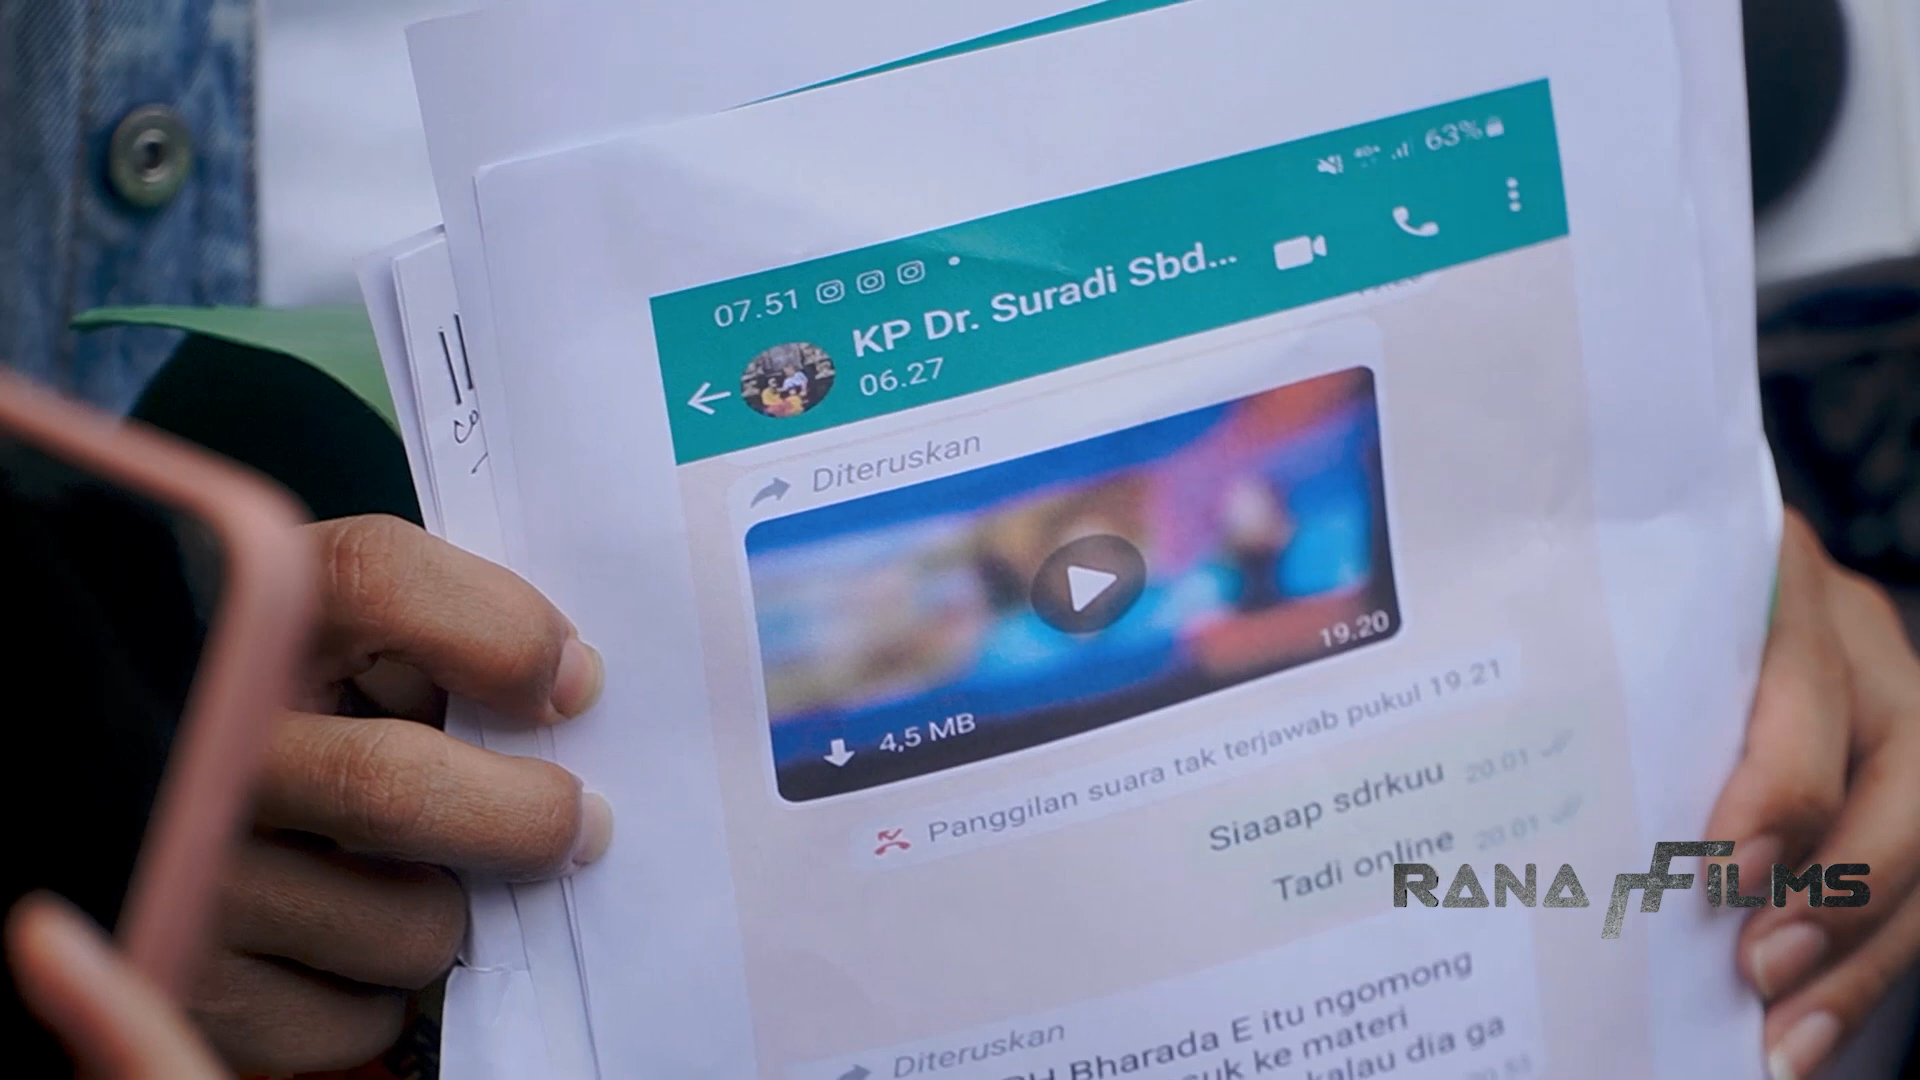 07.51
63%
KP Dr. Suradi Sbd...
06.27
Diteruskan
19.20
4,5 MB
Panggilan suara tak terjawab pukul 19.21
Siaaap sdrkuu 20.01
Tadi online 20.01
Diteruskan
Bharada E itu ngomong
ke materi
kalau dia ga
RANA FILMS